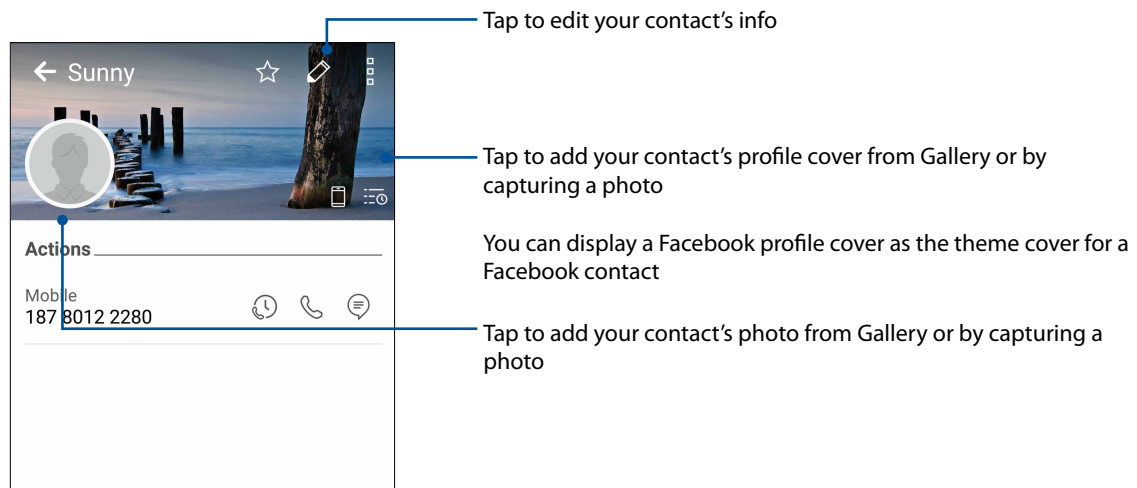 Tap to edit your contact’s info
Sunny
Tap to add your contact’s profile cover from Gallery or by
capturing a photo
You can display a Facebook profile cover as the theme cover for a
Facebook contact
Actions
Mobile
187 8012 2280
Tap to add your contact’s photo from Gallery or by capturing a
photo